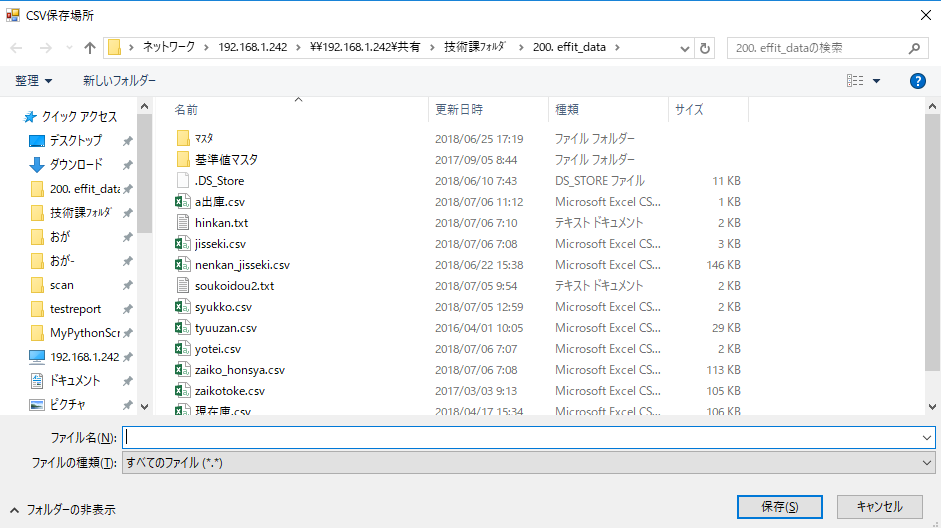 CSV保存場所
ネットワーク > 192.168.1.242 > ¥¥192.168.1.242¥共有 > 技術課ﾌｫﾙﾀﾞ > 200. effit_data >
200. effit_dataの検索
整理 新しいフォルダー
クイック アクセス
デスクトップ
ダウンロード
200. effit_data
技術課ﾌｫﾙﾀﾞ
おが
おが-
scan
testreport
MyPythonScr
192.168.1.242
ドキュメント
ピクチャ
名前 更新日時 種類 サイズ
ﾏｽﾀ 2018/06/25 17:19 ファイル フォルダー
基準値マスタ 2017/09/05 8:44 ファイル フォルダー
.DS_Store 2018/06/10 7:43 DS_STORE ファイル 11 KB
a出庫.csv 2018/07/06 11:12 Microsoft Excel CS... 1 KB
hinkan.txt 2018/07/06 7:10 テキスト ドキュメント 2 KB
jisseki.csv 2018/07/06 7:08 Microsoft Excel CS... 3 KB
nenkan_jisseki.csv 2018/06/22 15:38 Microsoft Excel CS... 146 KB
soukoidou2.txt 2018/07/05 9:54 テキスト ドキュメント 2 KB
syukko.csv 2018/07/05 12:59 Microsoft Excel CS... 2 KB
tyuuzan.csv 2016/04/01 10:05 Microsoft Excel CS... 29 KB
yotei.csv 2018/07/06 7:07 Microsoft Excel CS... 2 KB
zaiko_honsya.csv 2018/07/06 7:08 Microsoft Excel CS... 113 KB
zaikotoke.csv 2017/03/03 9:13 Microsoft Excel CS... 105 KB
現在庫.csv 2018/04/17 15:34 Microsoft Excel CS... 106 KB
ファイル名(N):
ファイルの種類(T): すべてのファイル (*.*)
フォルダーの非表示
保存(S) キャンセル